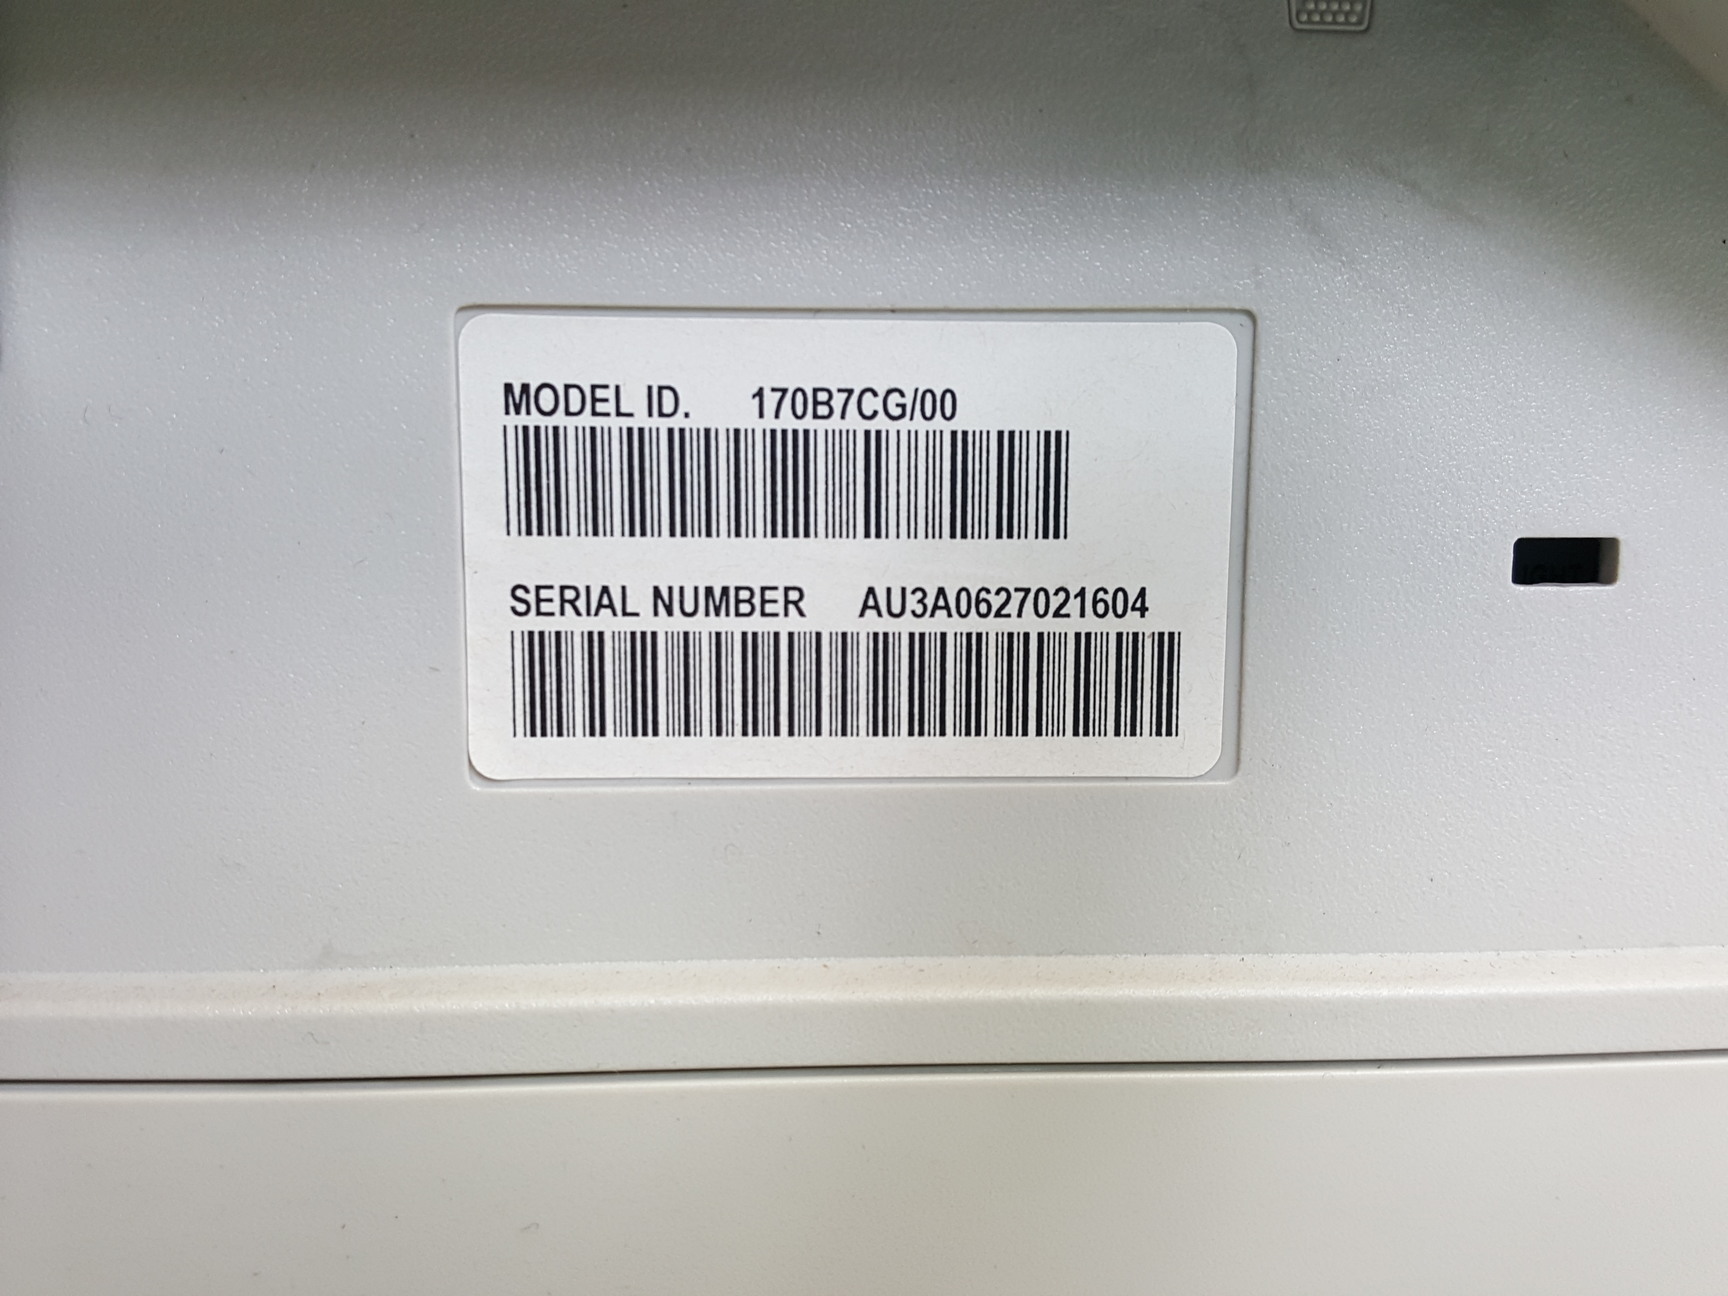 MODEL ID. 170B7CG/00
SERIAL NUMBER AU3A0627021604